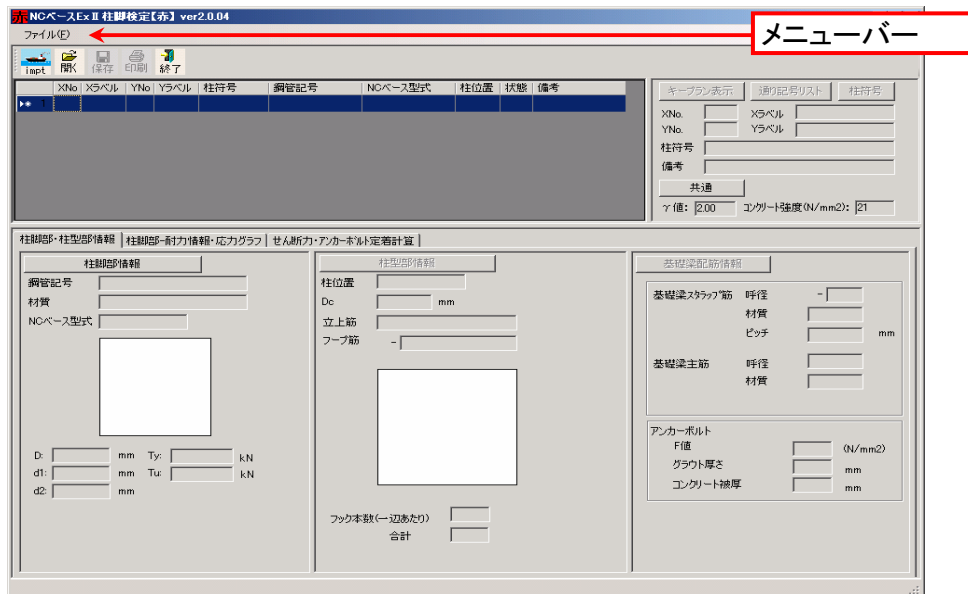 赤 NCベースExⅡ 柱脚検定【赤】 ver2.0.04
メニューバー
ファイル(F)
impt 開く 保存 印刷 終了
XNo Xラベル YNo Yラベル 柱符号 鋼管記号 NCベース型式 柱位置 状態 備考
1
キープラン表示 通り記号リスト 柱符号
XNo. Xラベル
YNo. Yラベル
柱符号
備考
共通
γ値: 2.00 コンクリート強度(N/mm2): 21
柱脚部・柱型部情報 柱脚部-耐力情報・応力グラフ せん断力・アンカーボルト定着計算
柱脚部情報
鋼管記号
材質
NCベース型式
D: mm Ty: kN
d1: mm Tu: kN
d2: mm
柱型部情報
柱位置
Dc mm
立上筋
フープ筋 -
フック本数(一辺あたり)
合計
基礎梁配筋情報
基礎梁スタラップ筋 呼径 -
材質
ピッチ mm
基礎梁主筋 呼径
材質
アンカーボルト
F値 (N/mm2)
グラウト厚さ mm
コンクリート被厚 mm